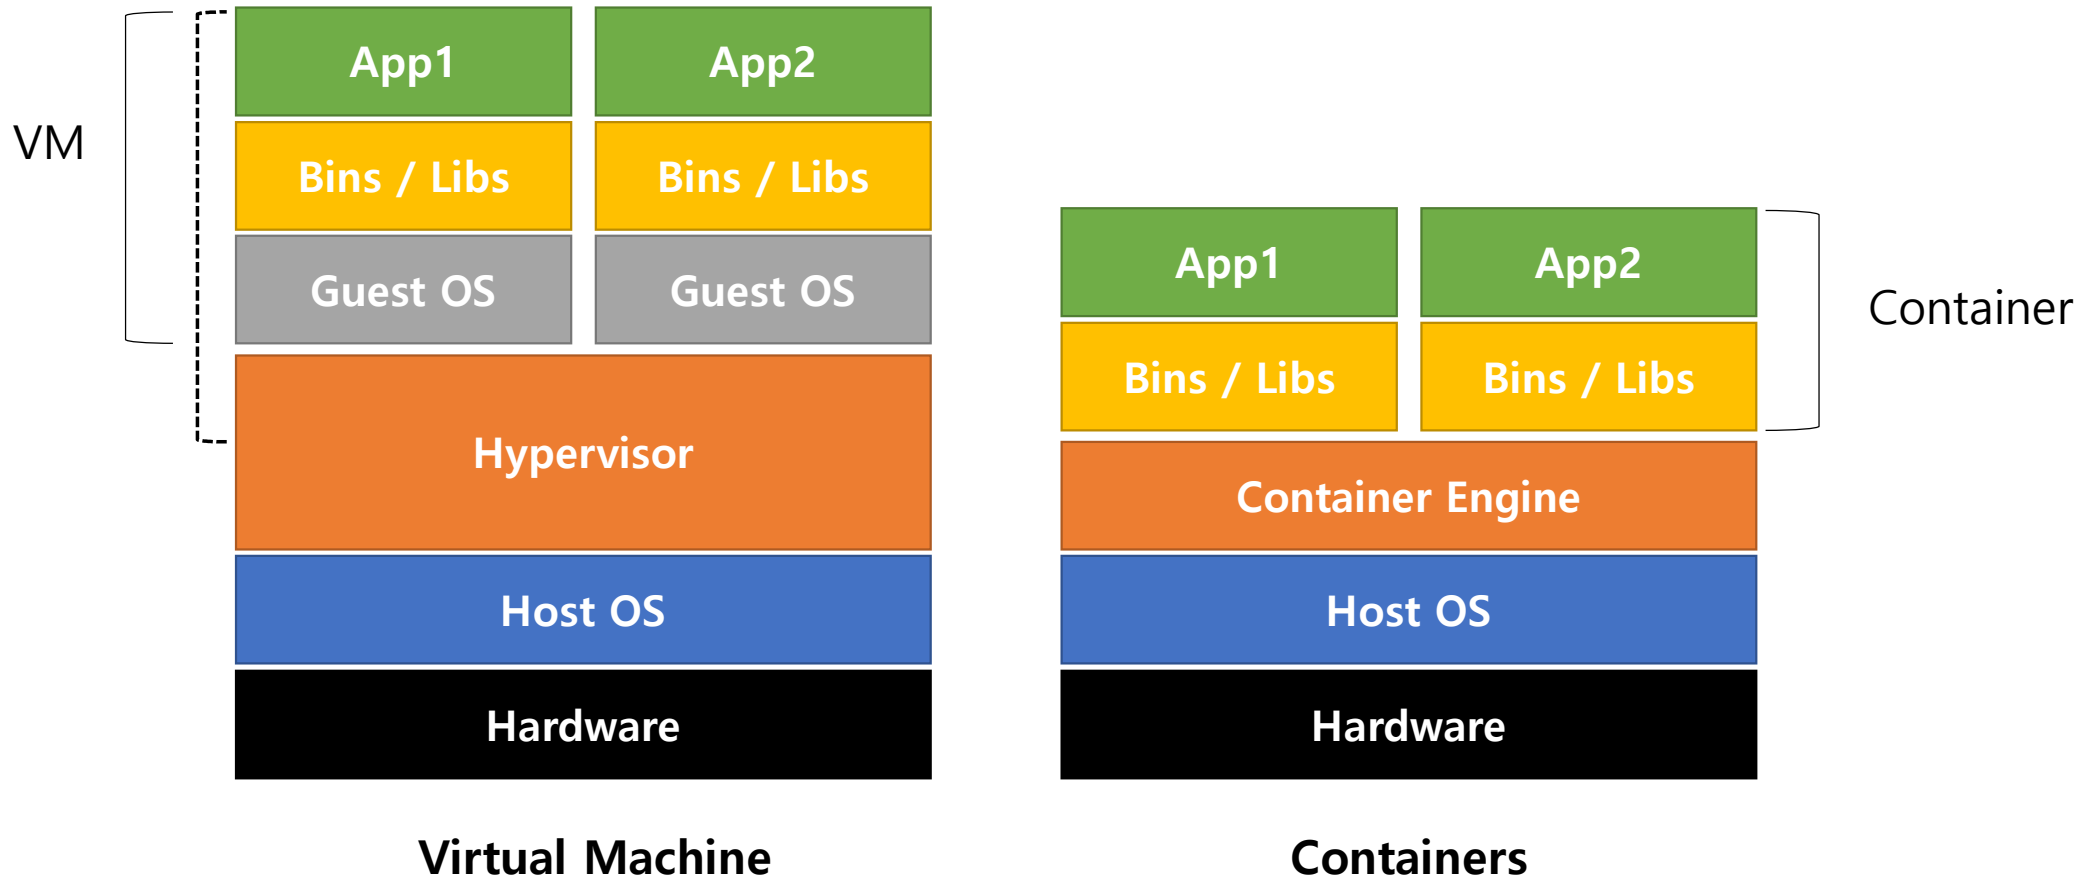 VM
App1
App2
Bins / Libs
Bins / Libs
Guest OS
Guest OS
Hypervisor
Host OS
Hardware
Virtual Machine
App1
App2
Bins / Libs
Bins / Libs
Container
Container Engine
Host OS
Hardware
Containers